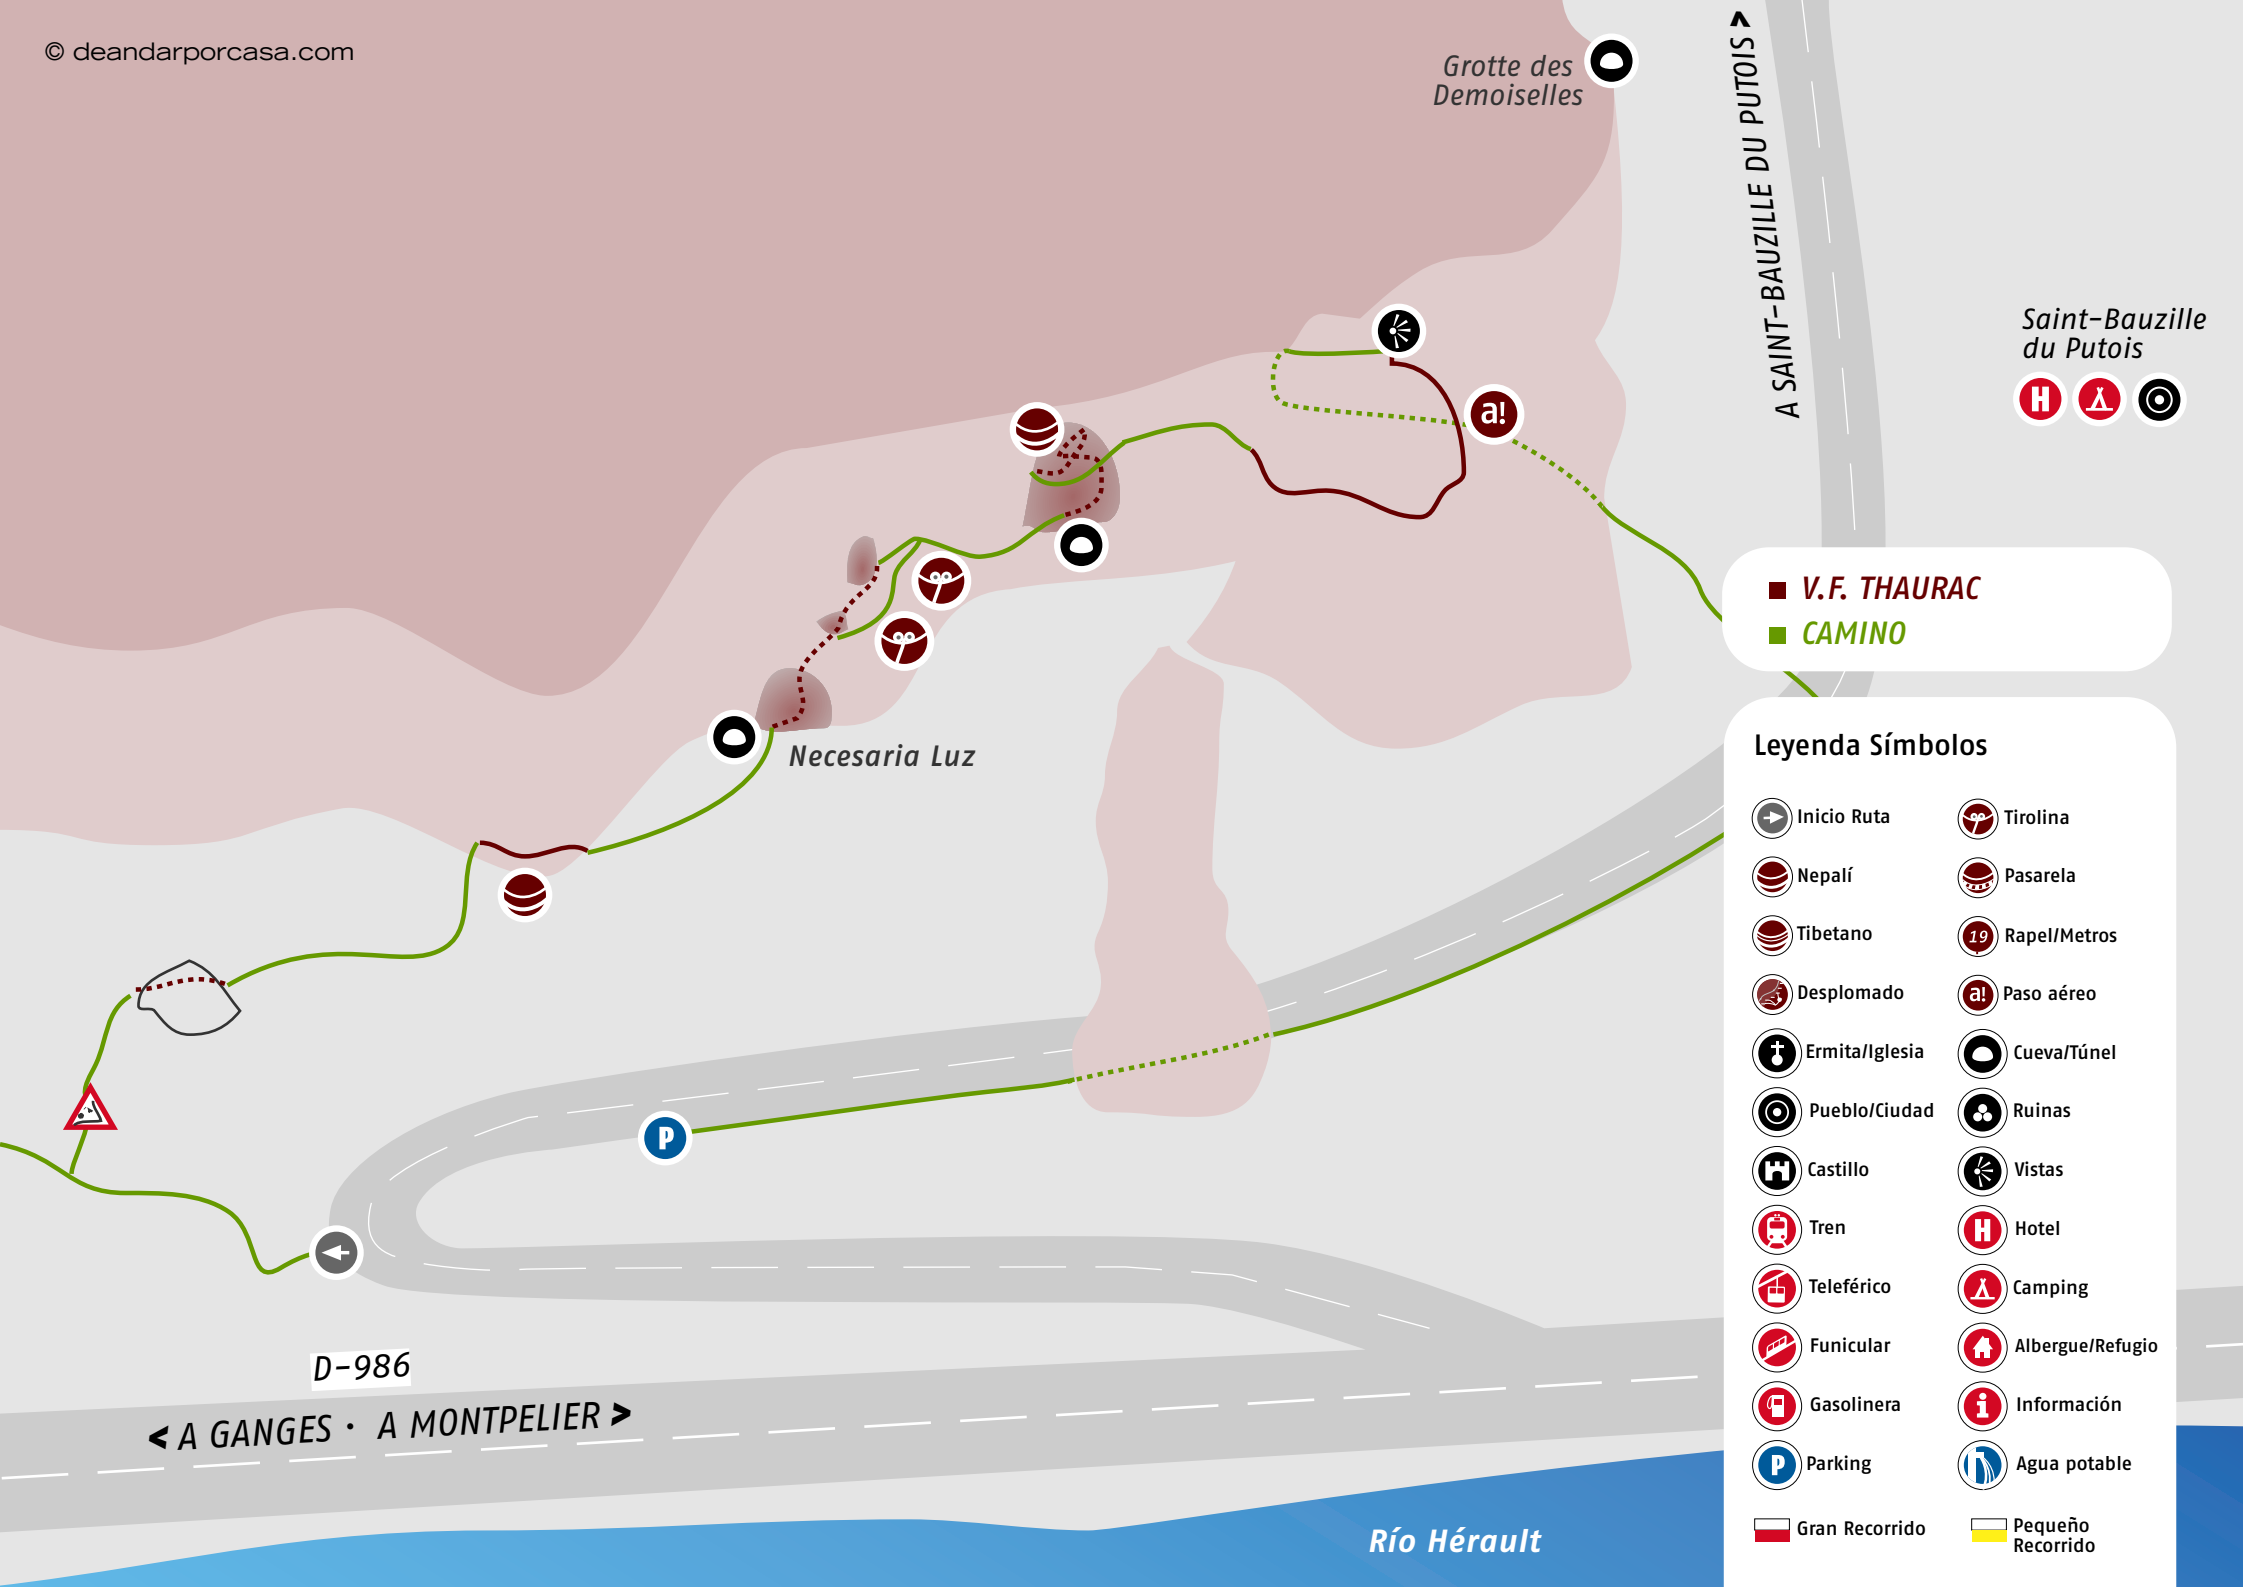 © deandarporcasa.com
Grotte des
Demoiselles
A SAINT-BAUZILLE DU PUTOIS >
Saint-Bauzille
du Putois
H
a!
V.F. THAURAC
CAMINO
Necesaria Luz
P
D-986
< A GANGES · A MONTPELIER >
Río Hérault
Leyenda Símbolos
Inicio Ruta
Tirolina
Nepalí
Pasarela
Tibetano
19 Rapel/Metros
Desplomado
a! Paso aéreo
Ermita/Iglesia
Cueva/Túnel
Pueblo/Ciudad
Ruinas
Castillo
Vistas
Tren
H Hotel
Teleférico
Camping
Funicular
Albergue/Refugio
Gasolinera
i Información
P Parking
Agua potable
Gran Recorrido
Pequeño
Recorrido